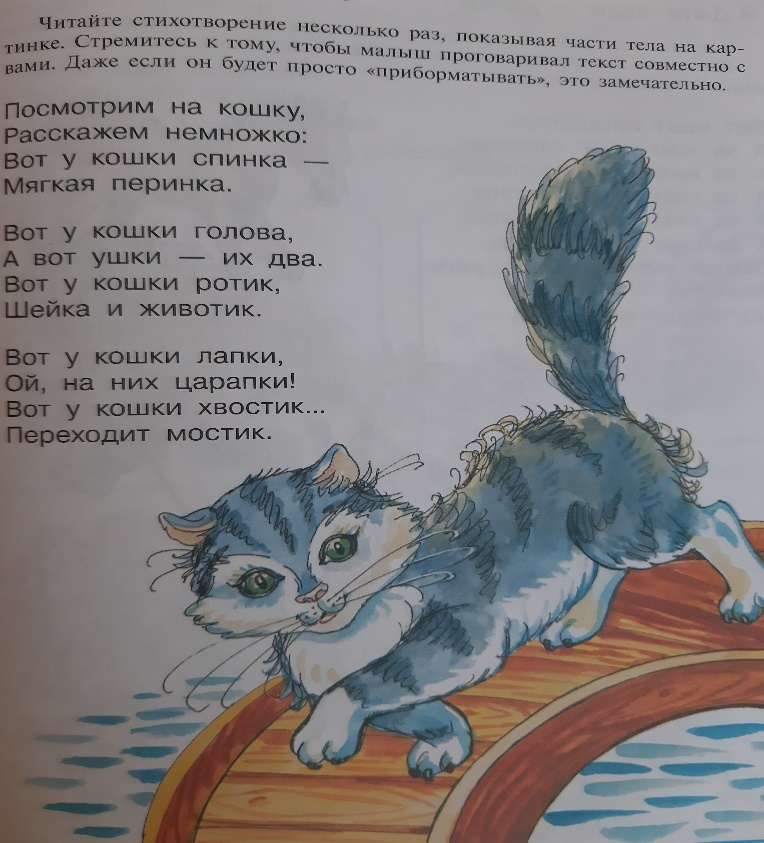 Читайте стихотворение несколько раз, показывая части тела на кар-
тинке. Стремитесь к тому, чтобы малыш проговаривал текст совместно с
вами. Даже если он будет просто «приборматывать», это замечательно.
Посмотрим на кошку,
Расскажем немножко:
Вот у кошки спинка —
Мягкая перинка.
Вот у кошки голова,
А вот ушки — их два.
Вот у кошки ротик,
Шейка и животик.
Вот у кошки лапки,
Ой, на них царапки!
Вот у кошки хвостик...
Переходит мостик.